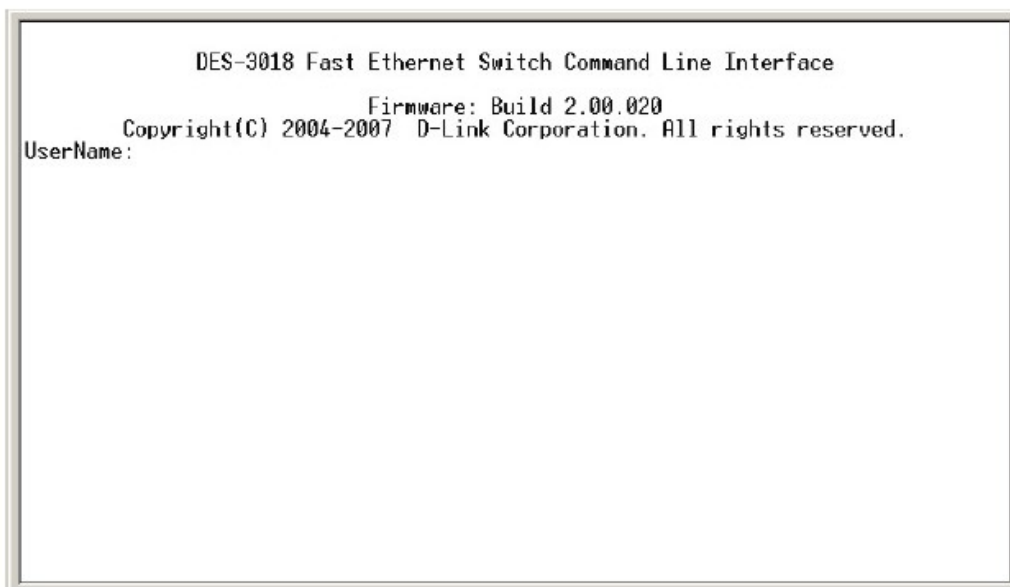 DES-3018 Fast Ethernet Switch Command Line Interface
Firmware: Build 2.00.020
Copyright(C) 2004-2007 D-Link Corporation. All rights reserved.
UserName: